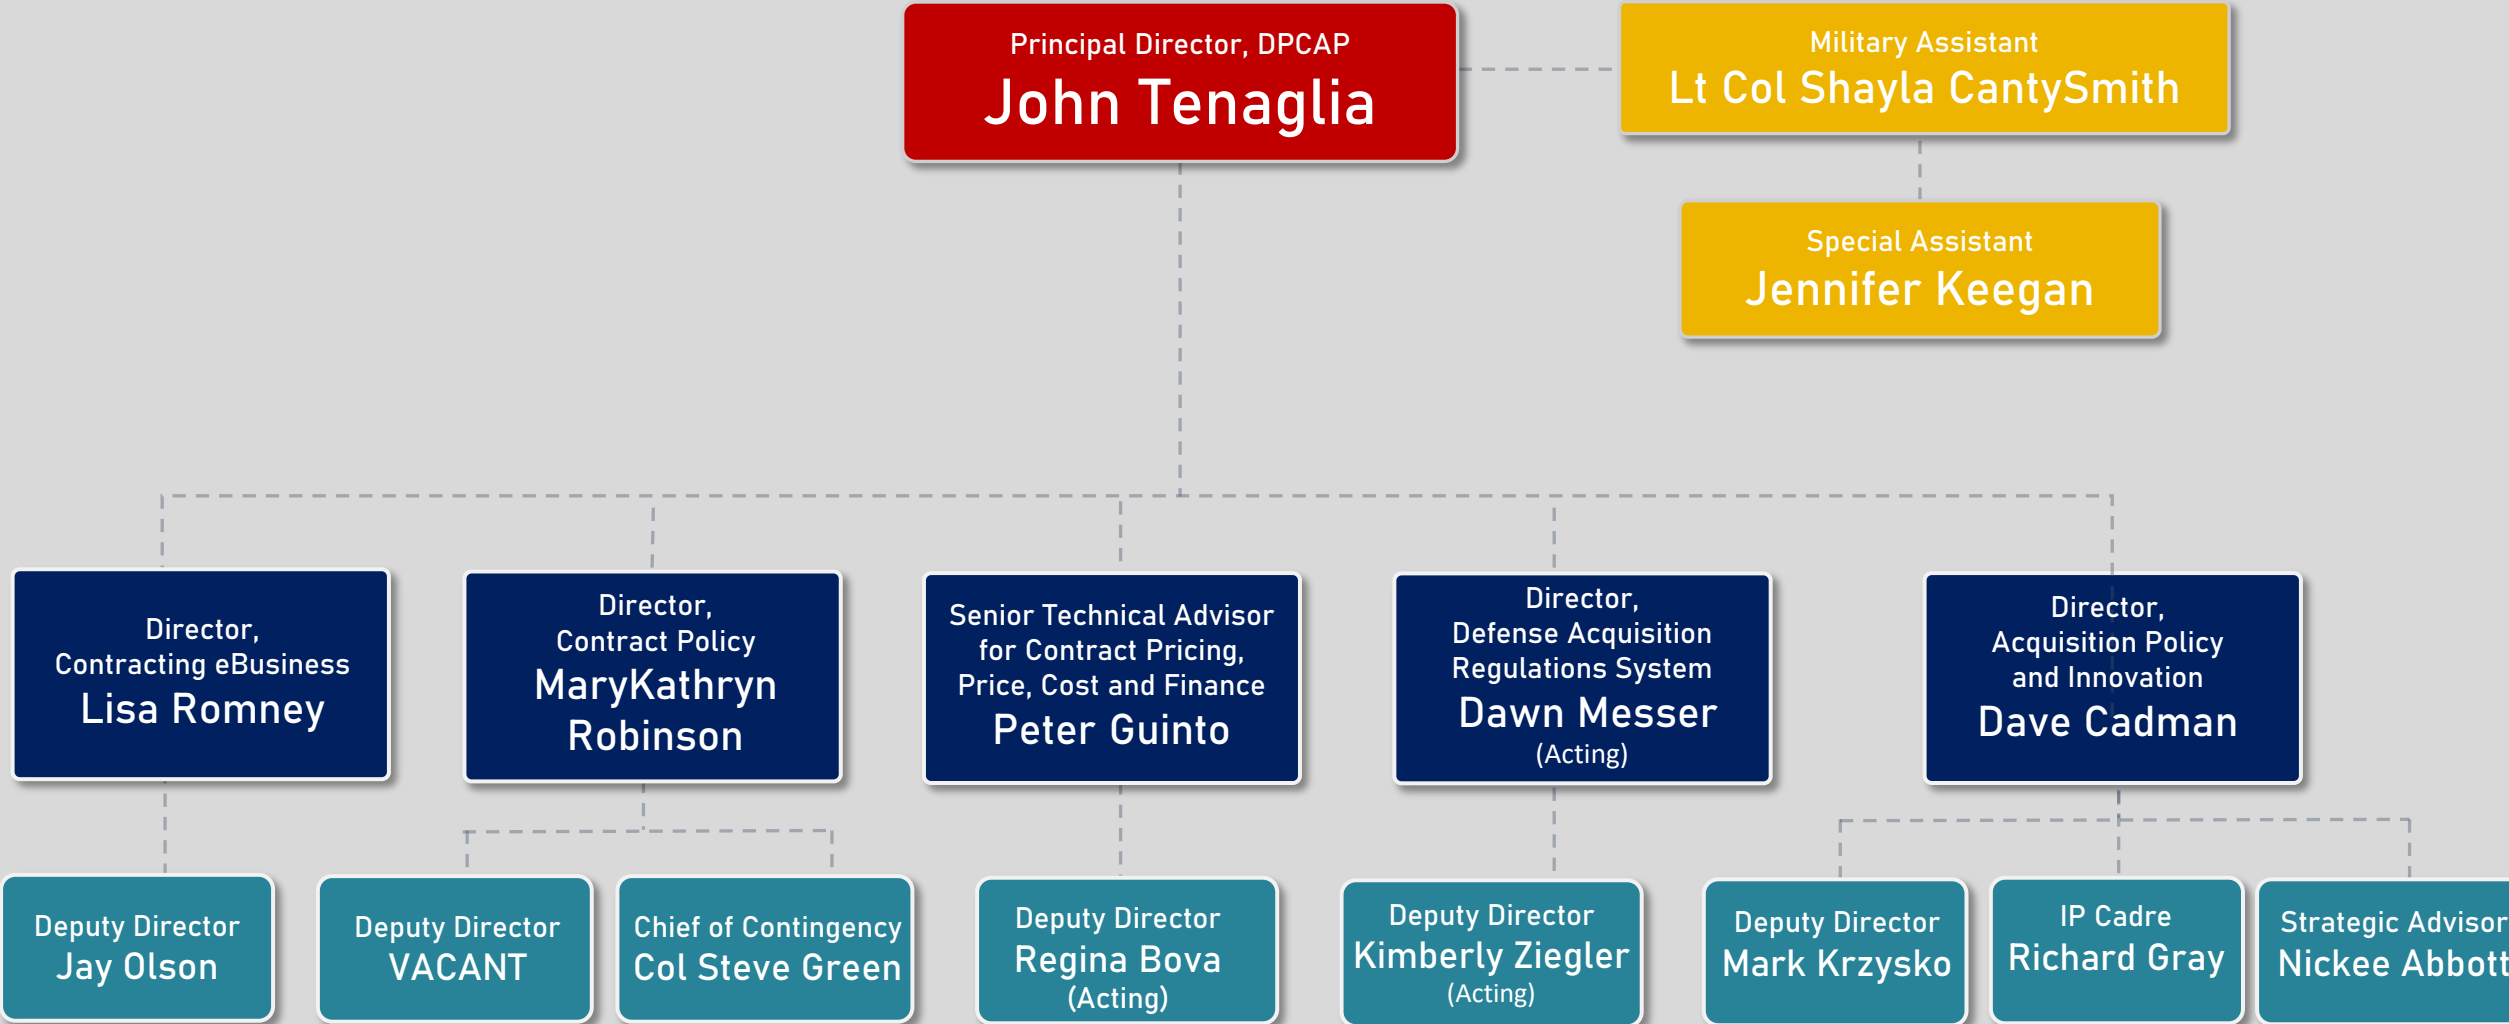 Principal Director, DPCAP
John Tenaglia
Military Assistant
Lt Col Shayla CantySmith
Special Assistant
Jennifer Keegan
Director,
Contracting eBusiness
Lisa Romney
Director,
Contract Policy
MaryKathryn
Robinson
Senior Technical Advisor
for Contract Pricing,
Price, Cost and Finance
Peter Guinto
Director,
Defense Acquisition
Regulations System
Dawn Messer
(Acting)
Director,
Acquisition Policy
and Innovation
Dave Cadman
Deputy Director
Jay Olson
Deputy Director
VACANT
Chief of Contingency
Col Steve Green
Deputy Director
Regina Bova
(Acting)
Deputy Director
Kimberly Ziegler
(Acting)
Deputy Director
Mark Krzysko
IP Cadre
Richard Gray
Strategic Advisor
Nickee Abbott